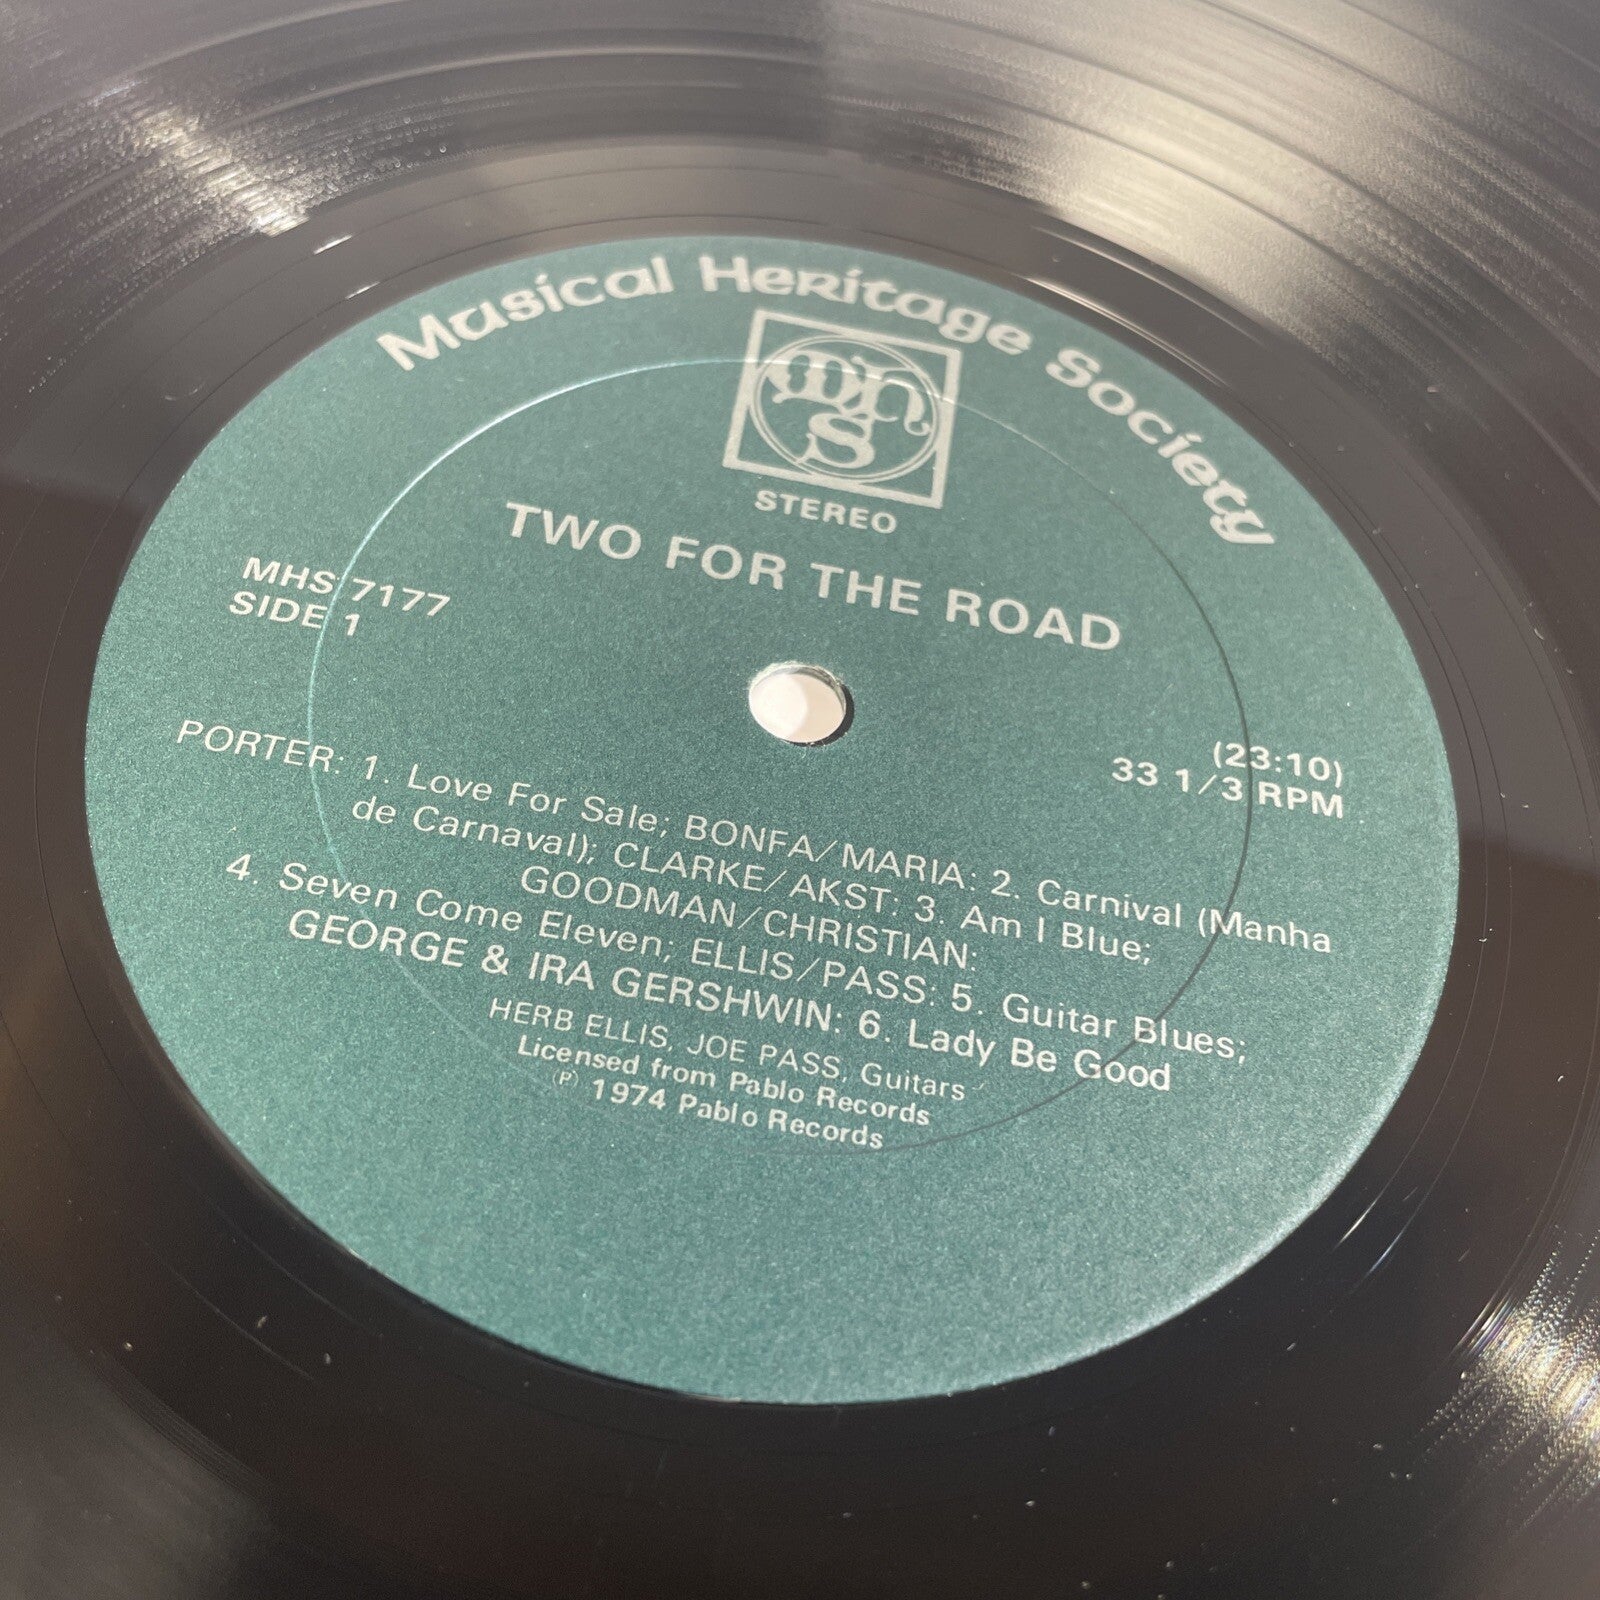 Musical Heritage Society
mhs
STEREO
TWO FOR THE ROAD
MHS 7177
SIDE 1
(23:10)
33 1/3 RPM
PORTER: 1. Love For Sale; BONFA/MARIA: 2. Carnival (Manha
de Carnaval); CLARKE/AKST: 3. Am I Blue;
GOODMAN/CHRISTIAN:
4. Seven Come Eleven; ELLIS/PASS: 5. Guitar Blues;
GEORGE & IRA GERSHWIN: 6. Lady Be Good
HERB ELLIS, JOE PASS, Guitars
Licensed from Pablo Records
(P) 1974 Pablo Records